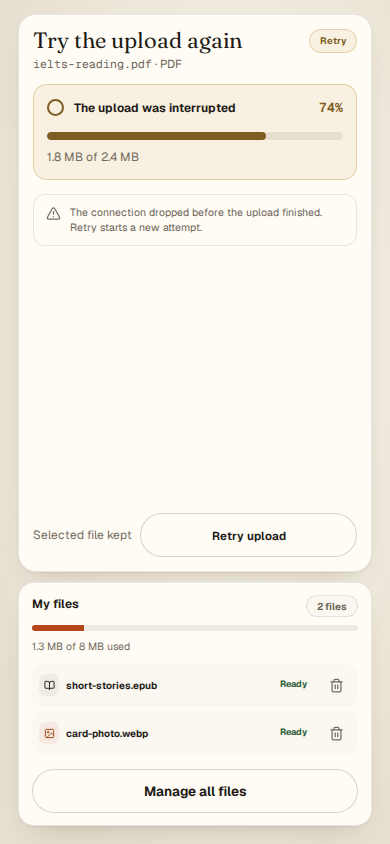 Try the upload again
Retry
ielts-reading.pdf · PDF
The upload was interrupted
74%
1.8 MB of 2.4 MB
The connection dropped before the upload finished.
Retry starts a new attempt.
Selected file kept
Retry upload
My files
2 files
1.3 MB of 8 MB used
short-stories.epub
Ready
card-photo.webp
Ready
Manage all files